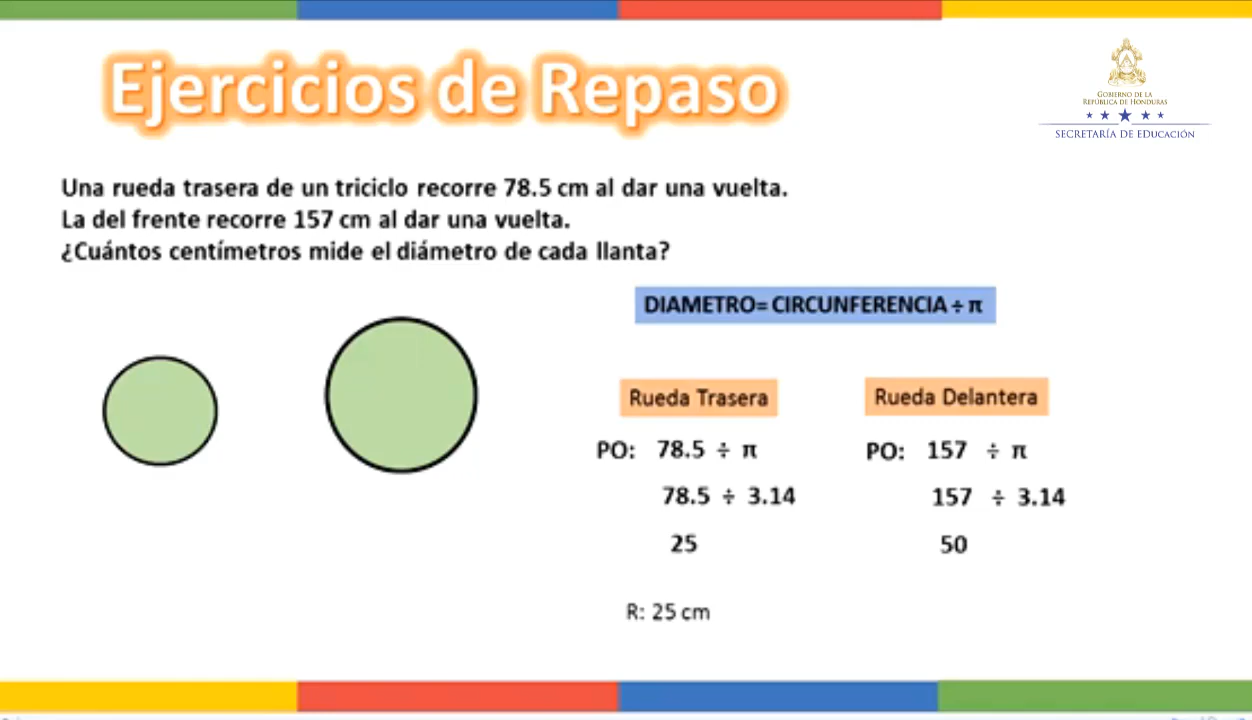 Ejercicios de Repaso
GOBIERNO DE LA
REPÚBLICA DE HONDURAS
SECRETARÍA DE EDUCACIÓN
Una rueda trasera de un triciclo recorre 78.5 cm al dar una vuelta.
La del frente recorre 157 cm al dar una vuelta.
¿Cuántos centímetros mide el diámetro de cada llanta?
DIAMETRO= CIRCUNFERENCIA ÷ π
Rueda Trasera
PO: 78.5 ÷ π
78.5 ÷ 3.14
25
R: 25 cm
Rueda Delantera
PO: 157 ÷ π
157 ÷ 3.14
50